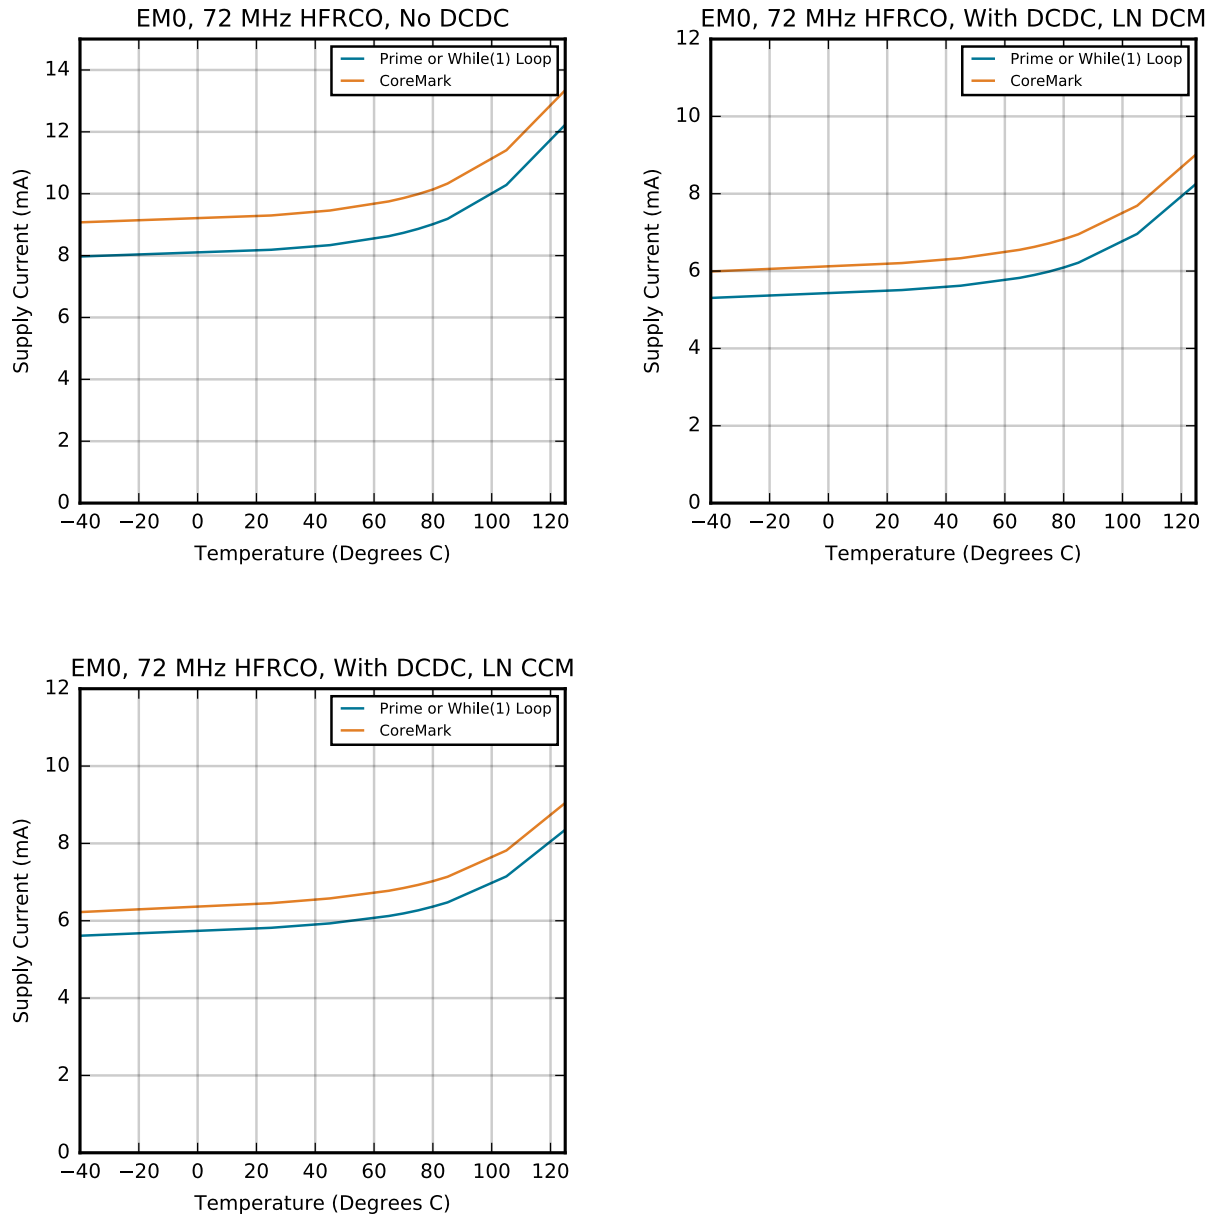 EM0, 72 MHz HFRCO, No DCDC
Prime or While(1) Loop
CoreMark
14
12
10
8
6
4
2
0
Supply Current (mA)
−40 −20 0 20 40 60 80 100 120
Temperature (Degrees C)
EM0, 72 MHz HFRCO, With DCDC, LN DCM
Prime or While(1) Loop
CoreMark
12
10
8
6
4
2
0
Supply Current (mA)
−40 −20 0 20 40 60 80 100 120
Temperature (Degrees C)
EM0, 72 MHz HFRCO, With DCDC, LN CCM
Prime or While(1) Loop
CoreMark
12
10
8
6
4
2
0
Supply Current (mA)
−40 −20 0 20 40 60 80 100 120
Temperature (Degrees C)